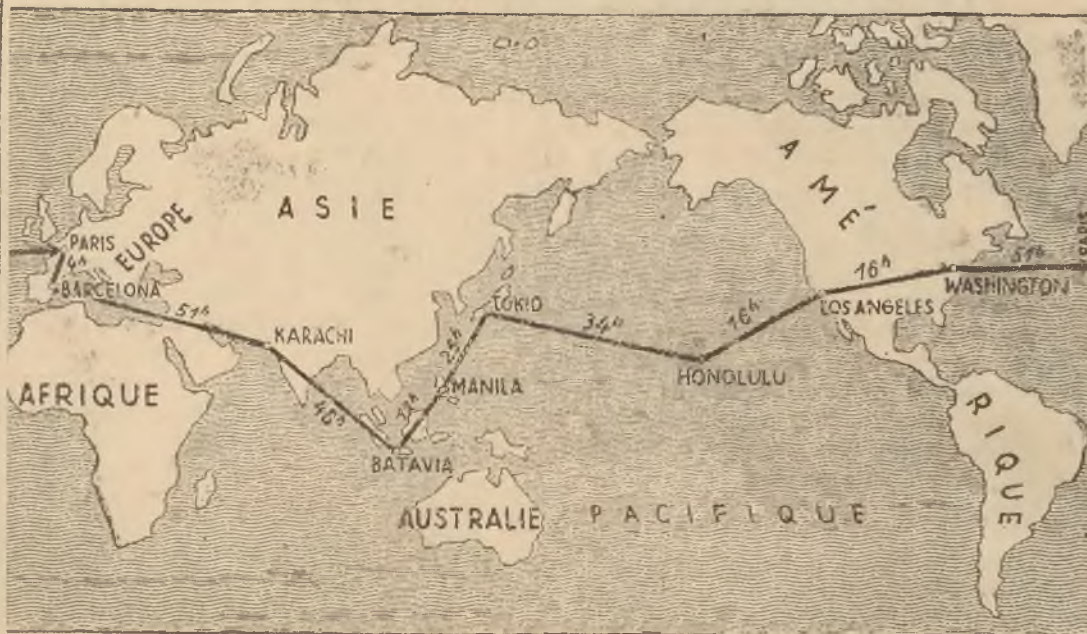 ASIE
AMÉRIQUE
EUROPE
PARIS
4ʰ
BARCELONA
51ʰ
KARACHI
AFRIQUE
BATAVIA
MANILA
TOKIO
34ʰ
HONOLULU
16ʰ
LOS ANGELES
16ʰ
WASHINGTON
51ʰ
AUSTRALIE
PACIFIQUE